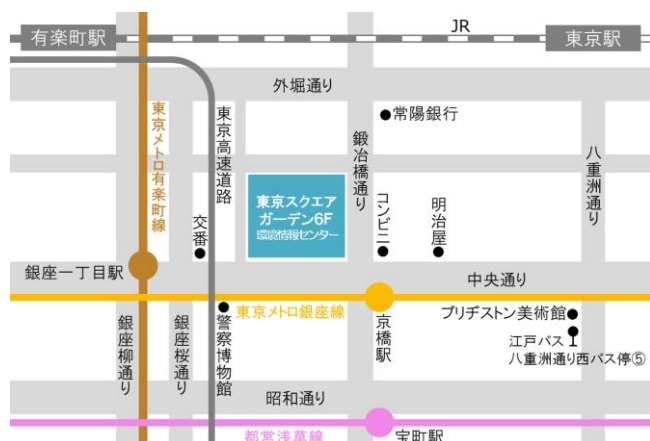 JR
有楽町駅
東京駅
外堀通り
東京メトロ有楽町線
東京高速道路
常陽銀行
鍛冶橋通り
八重洲通り
東京スクエア
ガーデン6F
環境情報センター
交番
コンビニ
明治屋
銀座一丁目駅
中央通り
東京メトロ銀座線
京橋駅
ブリヂストン美術館
江戸バス
八重洲通り西バス停⑤
銀座柳通り
銀座桜通り
警察博物館
昭和通り
都営浅草線
宝町駅